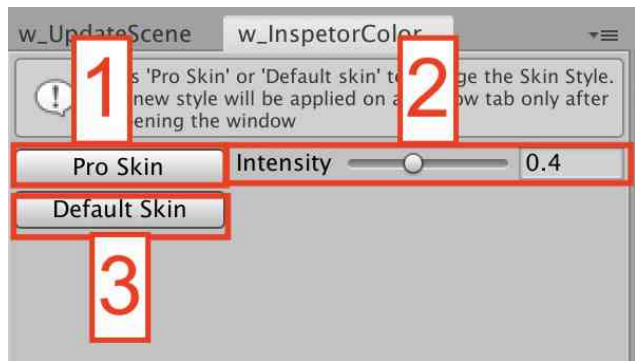 w_UpdateScene w_InspetorColor
'Pro Skin' or 'Default skin' ge the Skin Style.
new style will be applied on tab only after
the window
1
2
Pro Skin Intensity 0.4
Default Skin
3